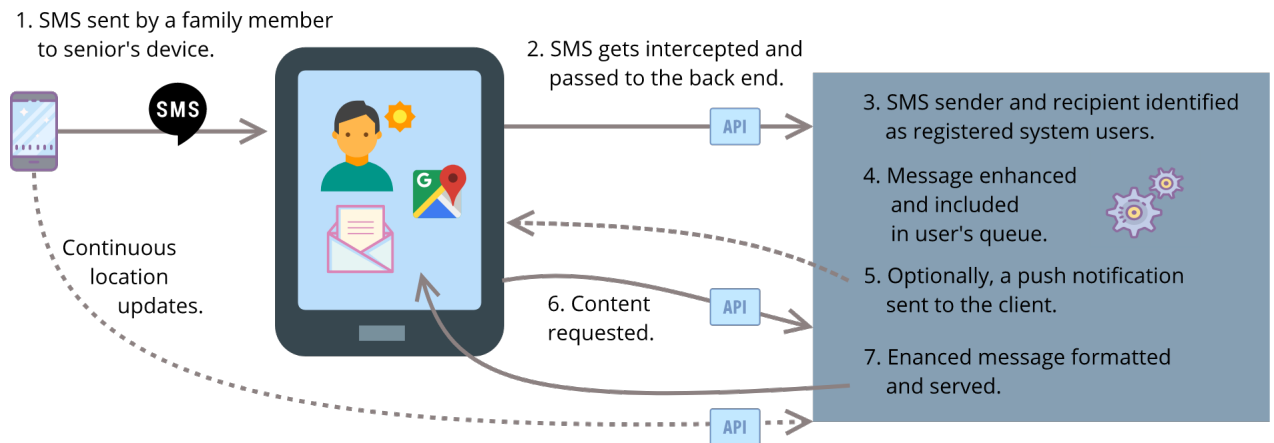 1. SMS sent by a family member
to senior's device.
SMS
2. SMS gets intercepted and
passed to the back end.
API
3. SMS sender and recipient identified
as registered system users.
4. Message enhanced
and included
in user's queue.
G
Continuous
location
updates.
5. Optionally, a push notification
sent to the client.
6. Content
requested.
API
7. Enanced message formatted
and served.
API